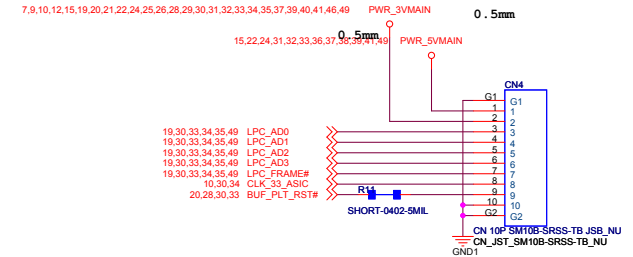 7,9,10,12,15,19,20,21,22,24,25,26,28,29,30,31,32,33,34,35,37,39,40,41,46,49 PWR_3VMAIN
0.5mm
0.5mm
15,22,24,31,32,33,36,37,38,39,41,49 PWR_5VMAIN
CN4
G1 G1
1 1
2 2
19,30,33,34,35,49 LPC_AD0 3 3
19,30,33,34,35,49 LPC_AD1 4 4
19,30,33,34,35,49 LPC_AD2 5 5
19,30,33,34,35,49 LPC_AD3 6 6
19,30,33,34,35,49 LPC_FRAME# 7 7
10,30,34 CLK_33_ASIC 8 8
20,28,30,33 BUF_PLT_RST# R11 9 9
10 10
SHORT-0402-5MIL
G2 G2
CN 10P SM10B-SRSS-TB JSB_NU
CN_JST_SM10B-SRSS-TB_NU
GND1